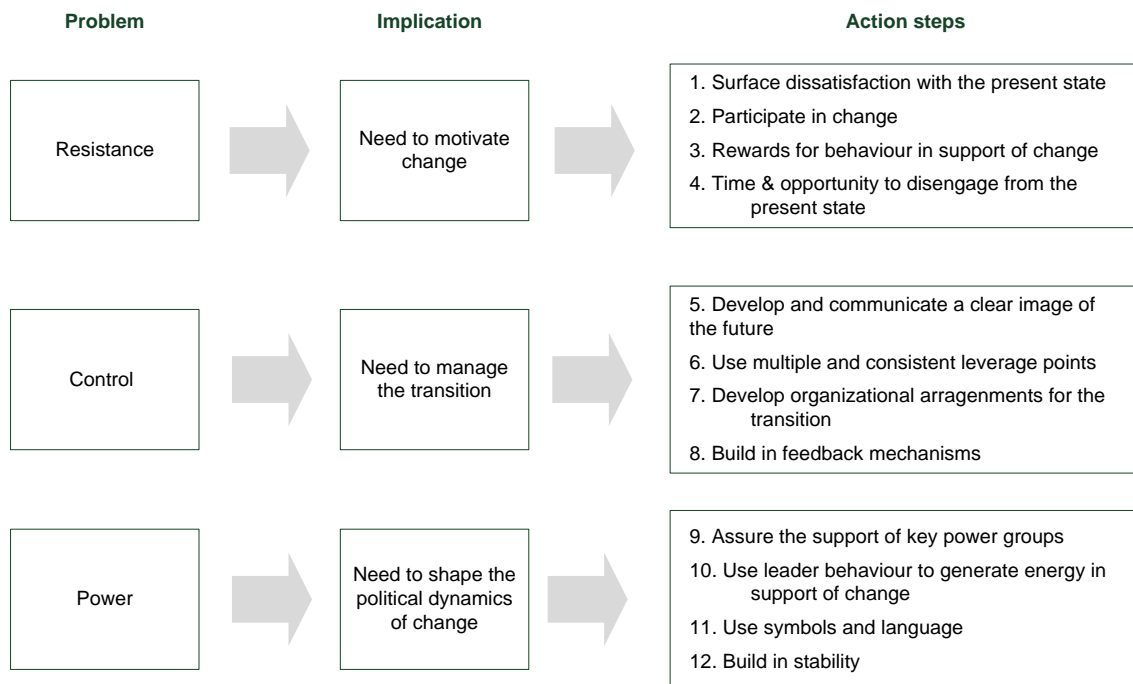 Problem
Implication
Action steps
Resistance
Need to motivate
change
1. Surface dissatisfaction with the present state
2. Participate in change
3. Rewards for behaviour in support of change
4. Time & opportunity to disengage from the
present state
Control
Need to manage
the transition
5. Develop and communicate a clear image of
the future
6. Use multiple and consistent leverage points
7. Develop organizational arragenments for the
transition
8. Build in feedback mechanisms
Power
Need to shape the
political dynamics
of change
9. Assure the support of key power groups
10. Use leader behaviour to generate energy in
support of change
11. Use symbols and language
12. Build in stability